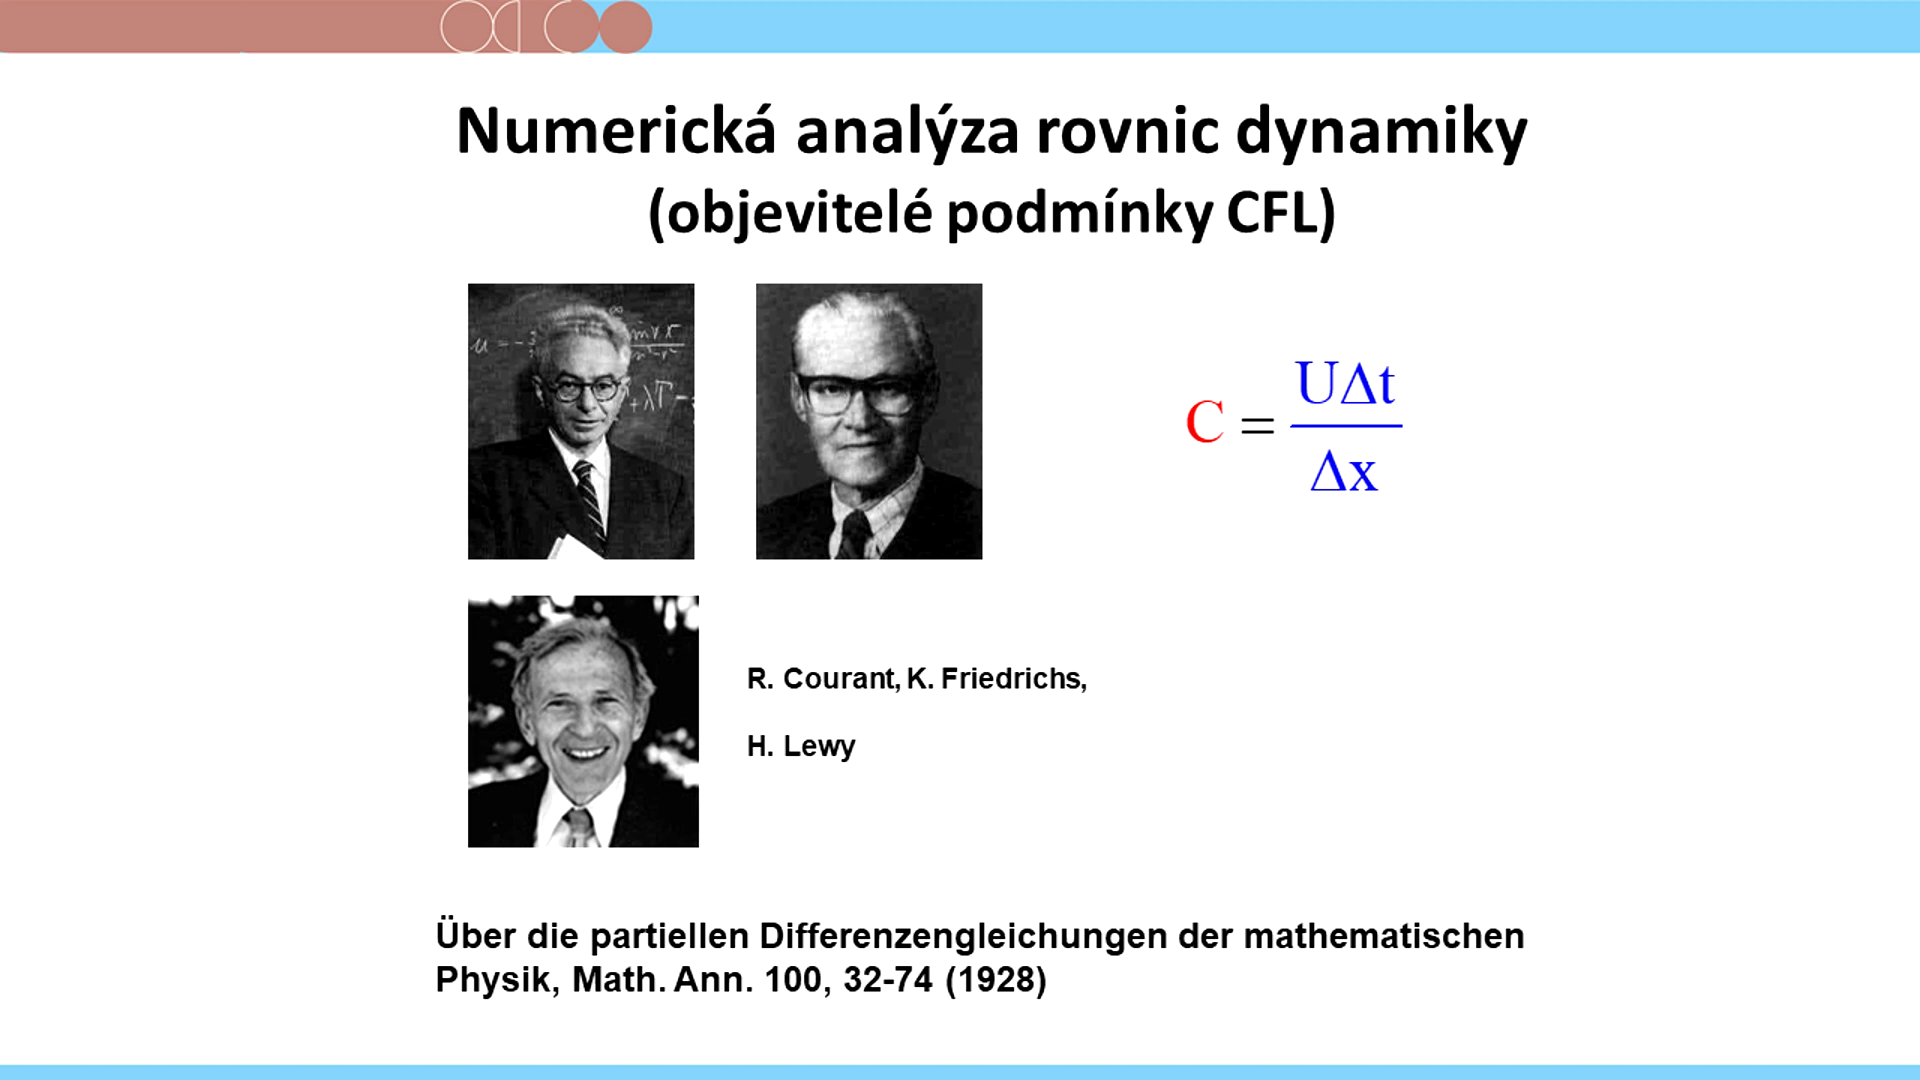 Numerická analýza rovnic dynamiky
(objevitelé podmínky CFL)
C = UΔt / Δx
R. Courant, K. Friedrichs,
H. Lewy
Über die partiellen Differenzengleichungen der mathematischen
Physik, Math. Ann. 100, 32-74 (1928)